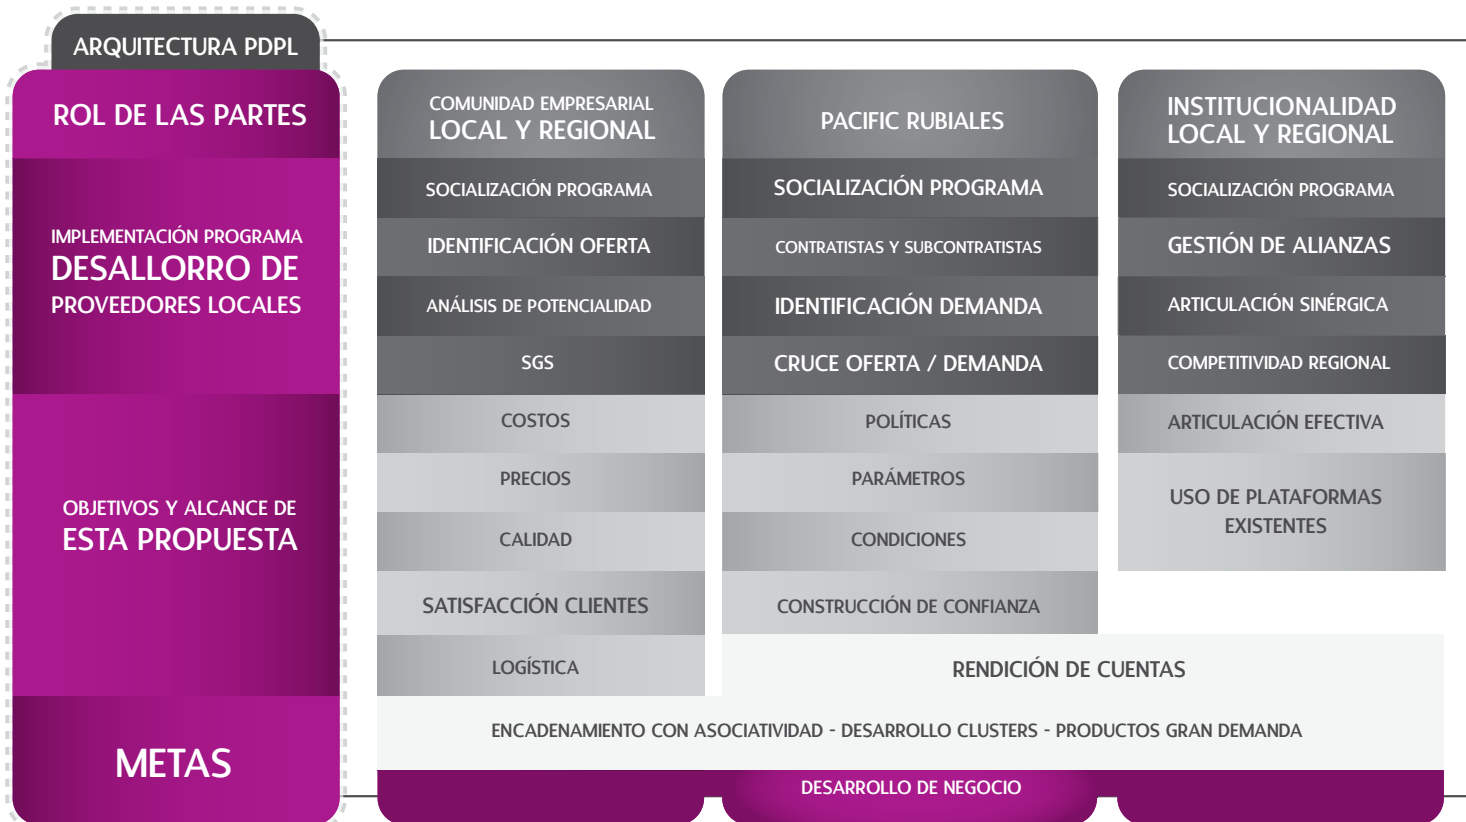 ARQUITECTURA PDPL
ROL DE LAS PARTES
IMPLEMENTACIÓN PROGRAMA
DESALLORRO DE
PROVEEDORES LOCALES
OBJETIVOS Y ALCANCE DE
ESTA PROPUESTA
METAS
COMUNIDAD EMPRESARIAL
LOCAL Y REGIONAL
SOCIALIZACIÓN PROGRAMA
IDENTIFICACIÓN OFERTA
ANÁLISIS DE POTENCIALIDAD
SGS
COSTOS
PRECIOS
CALIDAD
SATISFACCIÓN CLIENTES
LOGÍSTICA
PACIFIC RUBIALES
SOCIALIZACIÓN PROGRAMA
CONTRATISTAS Y SUBCONTRATISTAS
IDENTIFICACIÓN DEMANDA
CRUCE OFERTA / DEMANDA
POLÍTICAS
PARÁMETROS
CONDICIONES
CONSTRUCCIÓN DE CONFIANZA
INSTITUCIONALIDAD
LOCAL Y REGIONAL
SOCIALIZACIÓN PROGRAMA
GESTIÓN DE ALIANZAS
ARTICULACIÓN SINÉRGICA
COMPETITIVIDAD REGIONAL
ARTICULACIÓN EFECTIVA
USO DE PLATAFORMAS
EXISTENTES
RENDICIÓN DE CUENTAS
ENCADENAMIENTO CON ASOCIATIVIDAD - DESARROLLO CLUSTERS - PRODUCTOS GRAN DEMANDA
DESARROLLO DE NEGOCIO